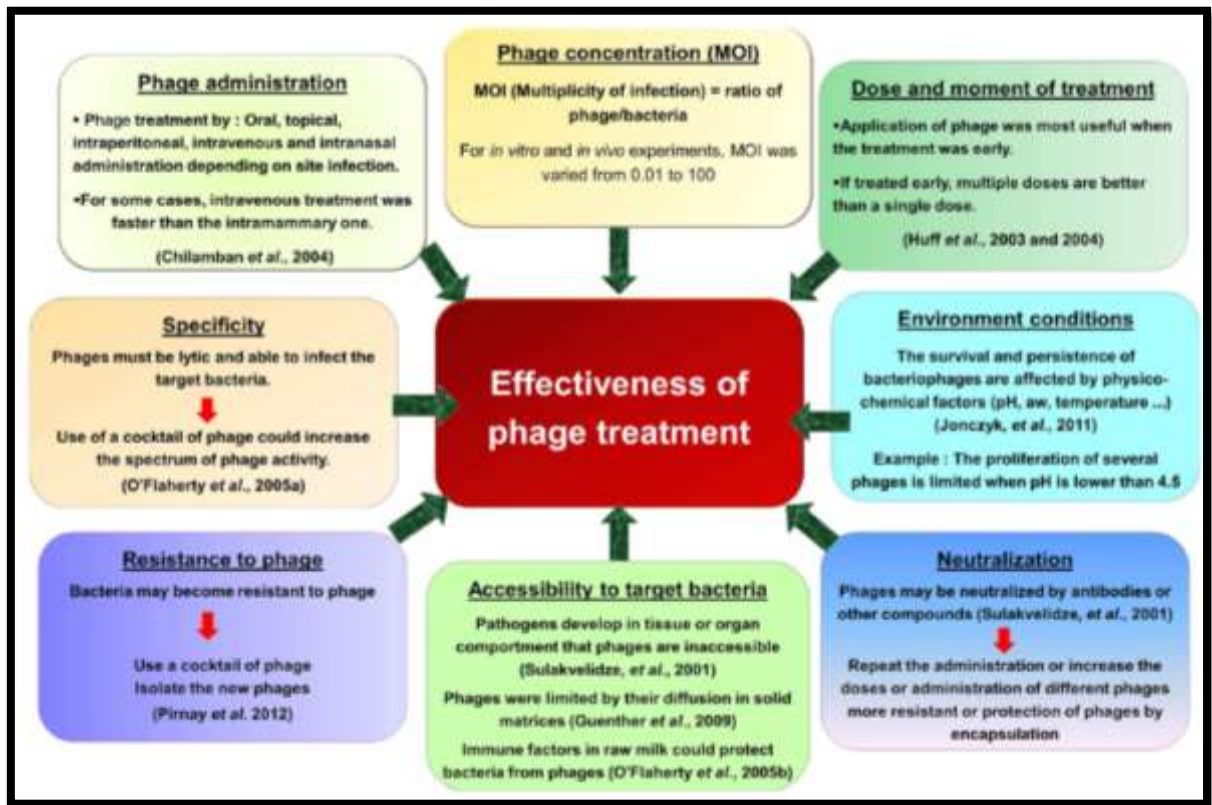 Phage administration
• Phage treatment by : Oral, topical,
intraperitoneal, intravenous and intranasal
administration depending on site infection.
•For some cases, intravenous treatment was
faster than the intramammary one.
(Chilamban et al., 2004)
Phage concentration (MOI)
MOI (Multiplicity of infection) = ratio of
phage/bacteria
For in vitro and in vivo experiments, MOI was
varied from 0.01 to 100
Dose and moment of treatment
•Application of phage was most useful when
the treatment was early.
•If treated early, multiple doses are better
than a single dose.
(Huff et al., 2003 and 2004)
Specificity
Phages must be lytic and able to infect the
target bacteria.
Use of a cocktail of phage could increase
the spectrum of phage activity.
(O'Flaherty et al., 2005a)
Effectiveness of
phage treatment
Environment conditions
The survival and persistence of
bacteriophages are affected by physico-
chemical factors (pH, aw, temperature ...)
(Jonczyk, et al., 2011)
Example : The proliferation of several
phages is limited when pH is lower than 4.5
Resistance to phage
Bacteria may become resistant to phage
Use a cocktail of phage
Isolate the new phages
(Pirnay et al. 2012)
Accessibility to target bacteria
Pathogens develop in tissue or organ
comportment that phages are inaccessible
(Sulakvelidze, et al., 2001)
Phages were limited by their diffusion in solid
matrices (Guenther et al., 2009)
Immune factors in raw milk could protect
bacteria from phages (O'Flaherty et al., 2005b)
Neutralization
Phages may be neutralized by antibodies or
other compounds (Sulakvelidze, et al., 2001)
Repeat the administration or increase the
doses or administration of different phages
more resistant or protection of phages by
encapsulation